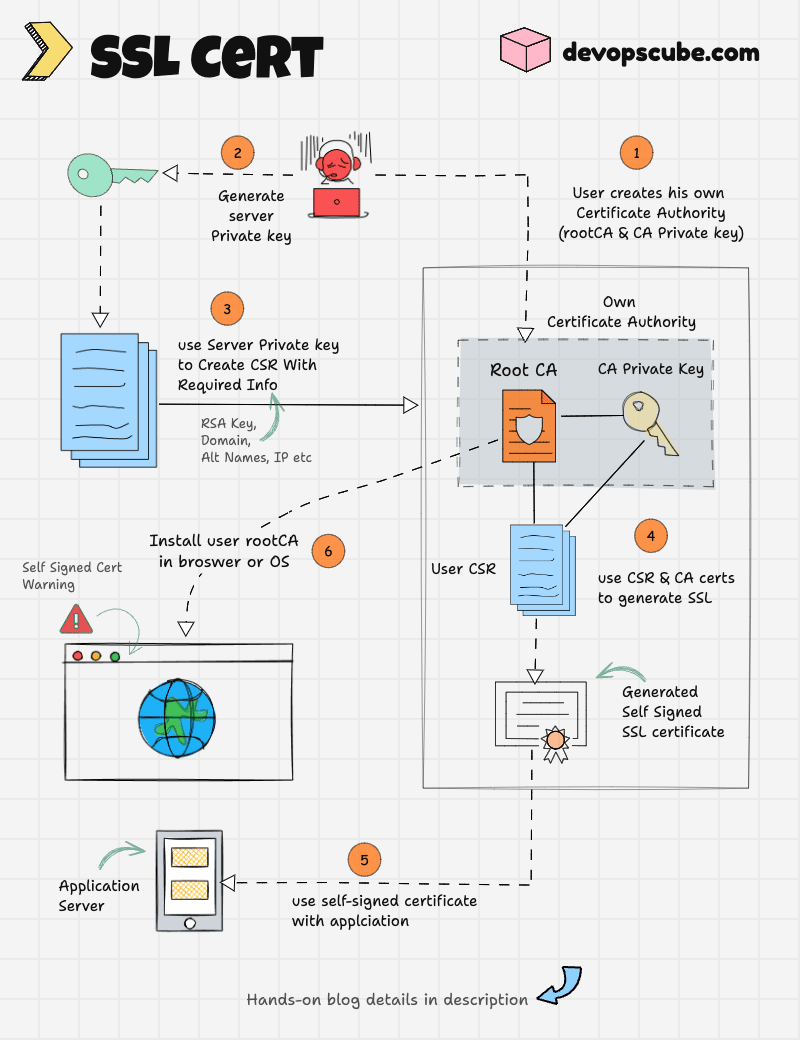 SSL CERT
devopscube.com
2
Generate
server
Private key
1
User creates his own
Certificate Authority
(rootCA & CA Private key)
3
use Server Private key
to Create CSR With
Required Info
RSA Key,
Domain,
Alt Names, IP etc
Own
Certificate Authority
Root CA
CA Private Key
Install user rootCA
in broswer or OS
6
Self Signed Cert
Warning
!
User CSR
4
use CSR & CA certs
to generate SSL
Generated
Self Signed
SSL certificate
Application
Server
5
use self-signed certificate
with applciation
Hands-on blog details in description